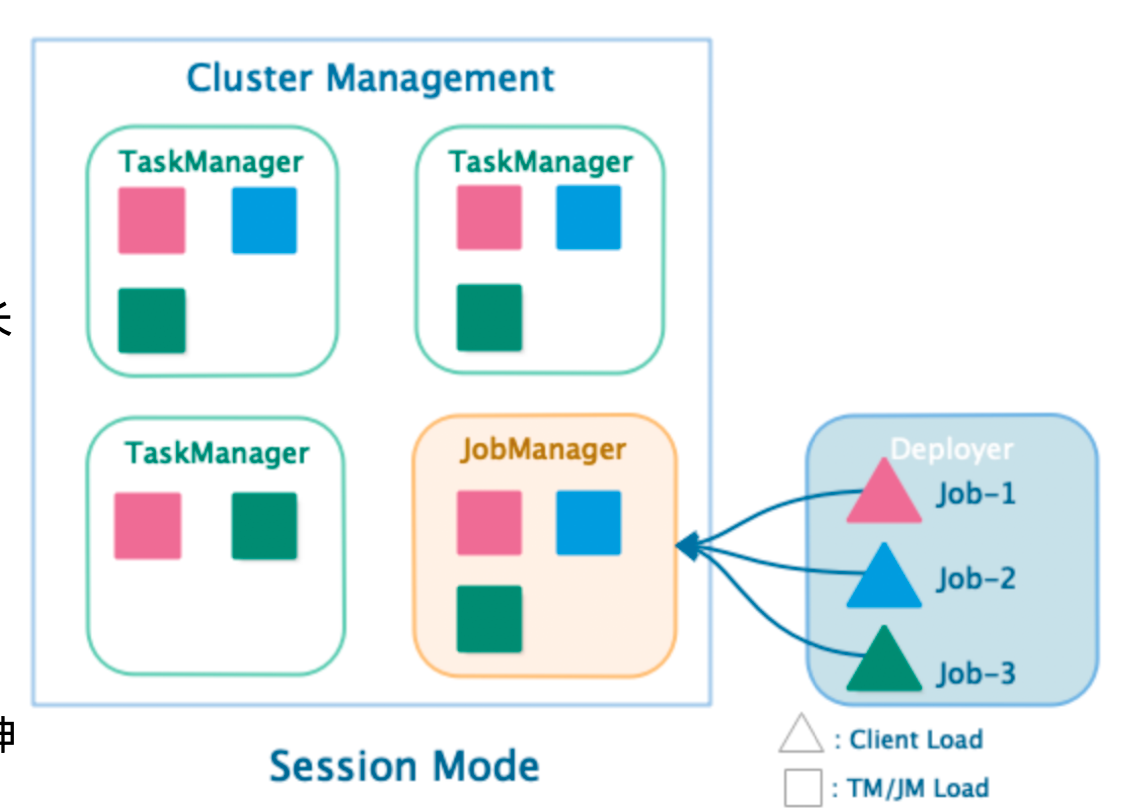 Cluster Management
TaskManager
TaskManager
TaskManager
JobManager
Deployer
Job-1
Job-2
Job-3
: Client Load
: TM/JM Load
Session Mode